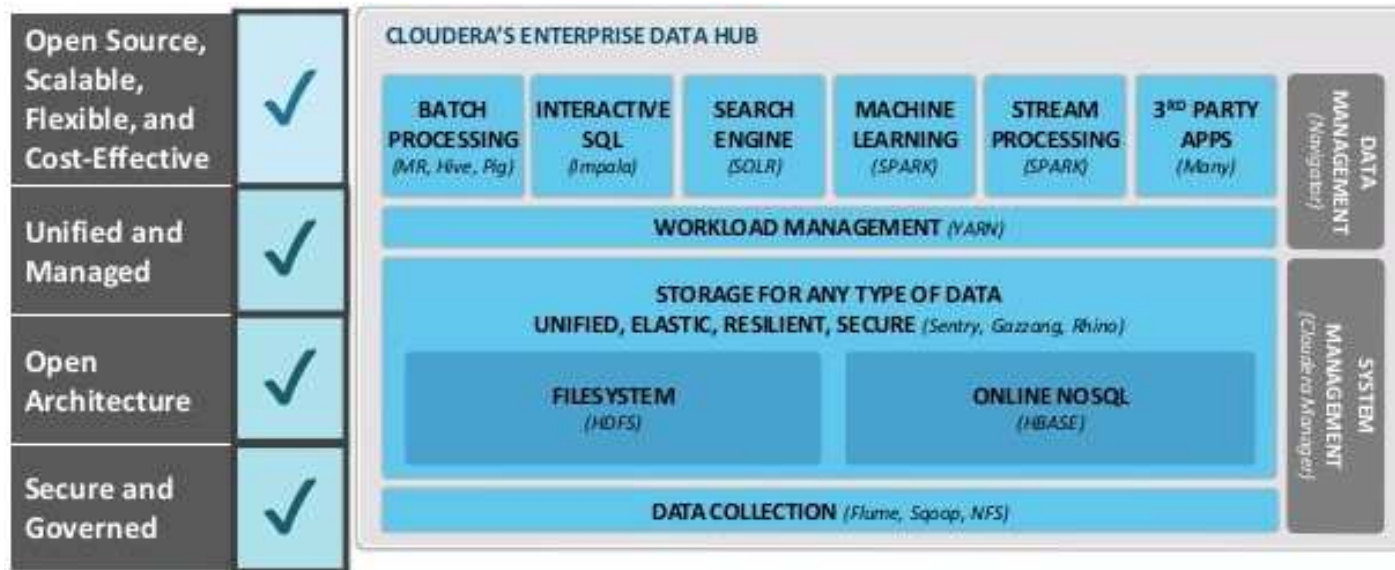 Open Source,
Scalable,
Flexible, and
Cost-Effective
Unified and
Managed
Open
Architecture
Secure and
Governed
CLOUDERA'S ENTERPRISE DATA HUB
BATCH
PROCESSING
(MR, Hive, Pig)
INTERACTIVE
SQL
(Impala)
SEARCH
ENGINE
(SOLR)
MACHINE
LEARNING
(SPARK)
STREAM
PROCESSING
(SPARK)
3RD PARTY
APPS
(Many)
WORKLOAD MANAGEMENT (YARN)
STORAGE FOR ANY TYPE OF DATA
UNIFIED, ELASTIC, RESILIENT, SECURE (Sentry, Gazzang, Rhino)
FILESYSTEM
(HDFS)
ONLINE NOSQL
(HBASE)
DATA COLLECTION (Flume, Sqoop, NFS)
DATA
MANAGEMENT
(Navigator)
SYSTEM
MANAGEMENT
(Cloudera Manager)